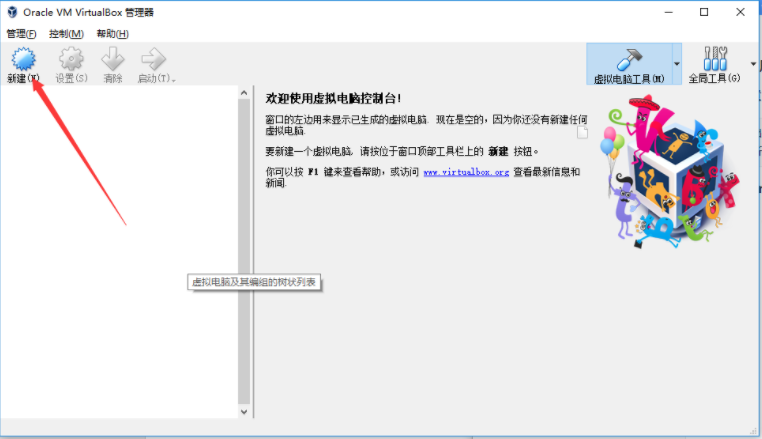 Oracle VM VirtualBox 管理器
管理(F) 控制(M) 帮助(H)
新建(N) 设置(S) 清除 启动(T) 虚拟电脑工具(M) 全局工具(G)
欢迎使用虚拟电脑控制台!
窗口的左边用来显示已生成的虚拟电脑. 现在是空的，因为你还没有新建任何
虚拟电脑.
要新建一个虚拟电脑, 请按位于窗口顶部工具栏上的 新建 按钮。
你可以按 F1 键来查看帮助，或访问 www.virtualbox.org 查看最新信息和
新闻.
虚拟电脑及其编组的树状列表